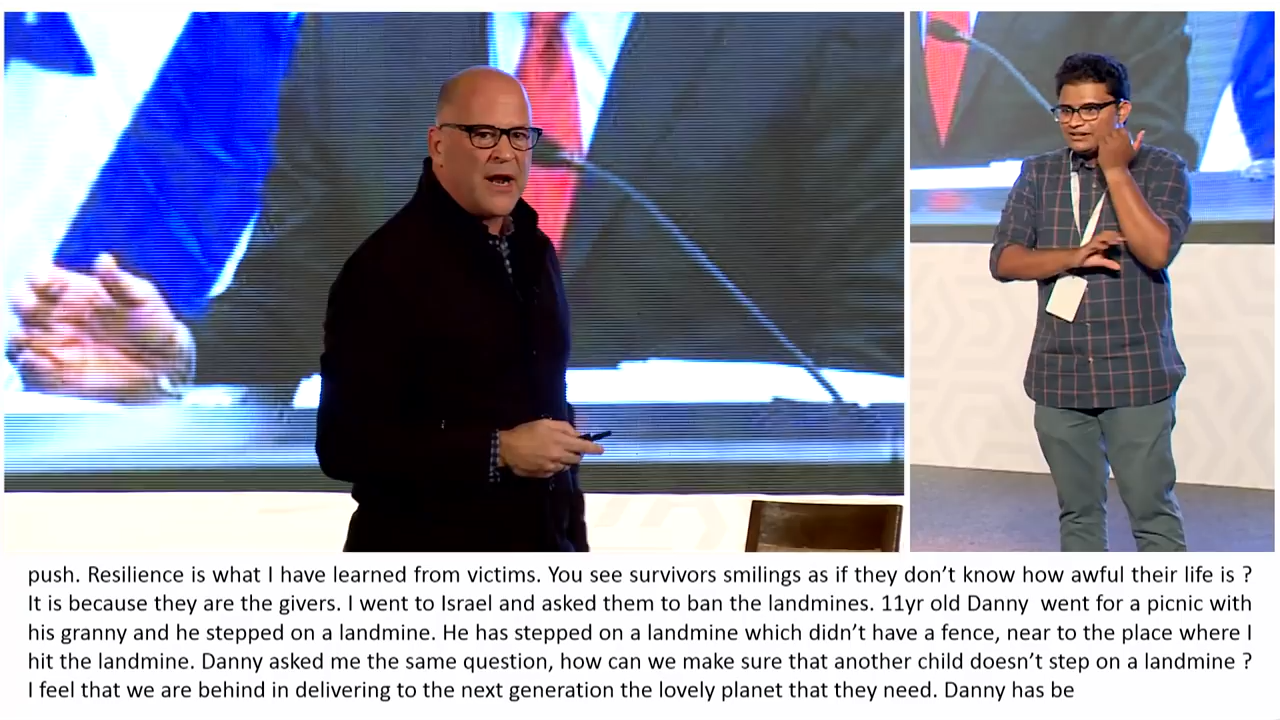 push. Resilience is what I have learned from victims. You see survivors smilings as if they don’t know how awful their life is ?
It is because they are the givers. I went to Israel and asked them to ban the landmines. 11yr old Danny went for a picnic with
his granny and he stepped on a landmine. He has stepped on a landmine which didn’t have a fence, near to the place where I
hit the landmine. Danny asked me the same question, how can we make sure that another child doesn’t step on a landmine ?
I feel that we are behind in delivering to the next generation the lovely planet that they need. Danny has be